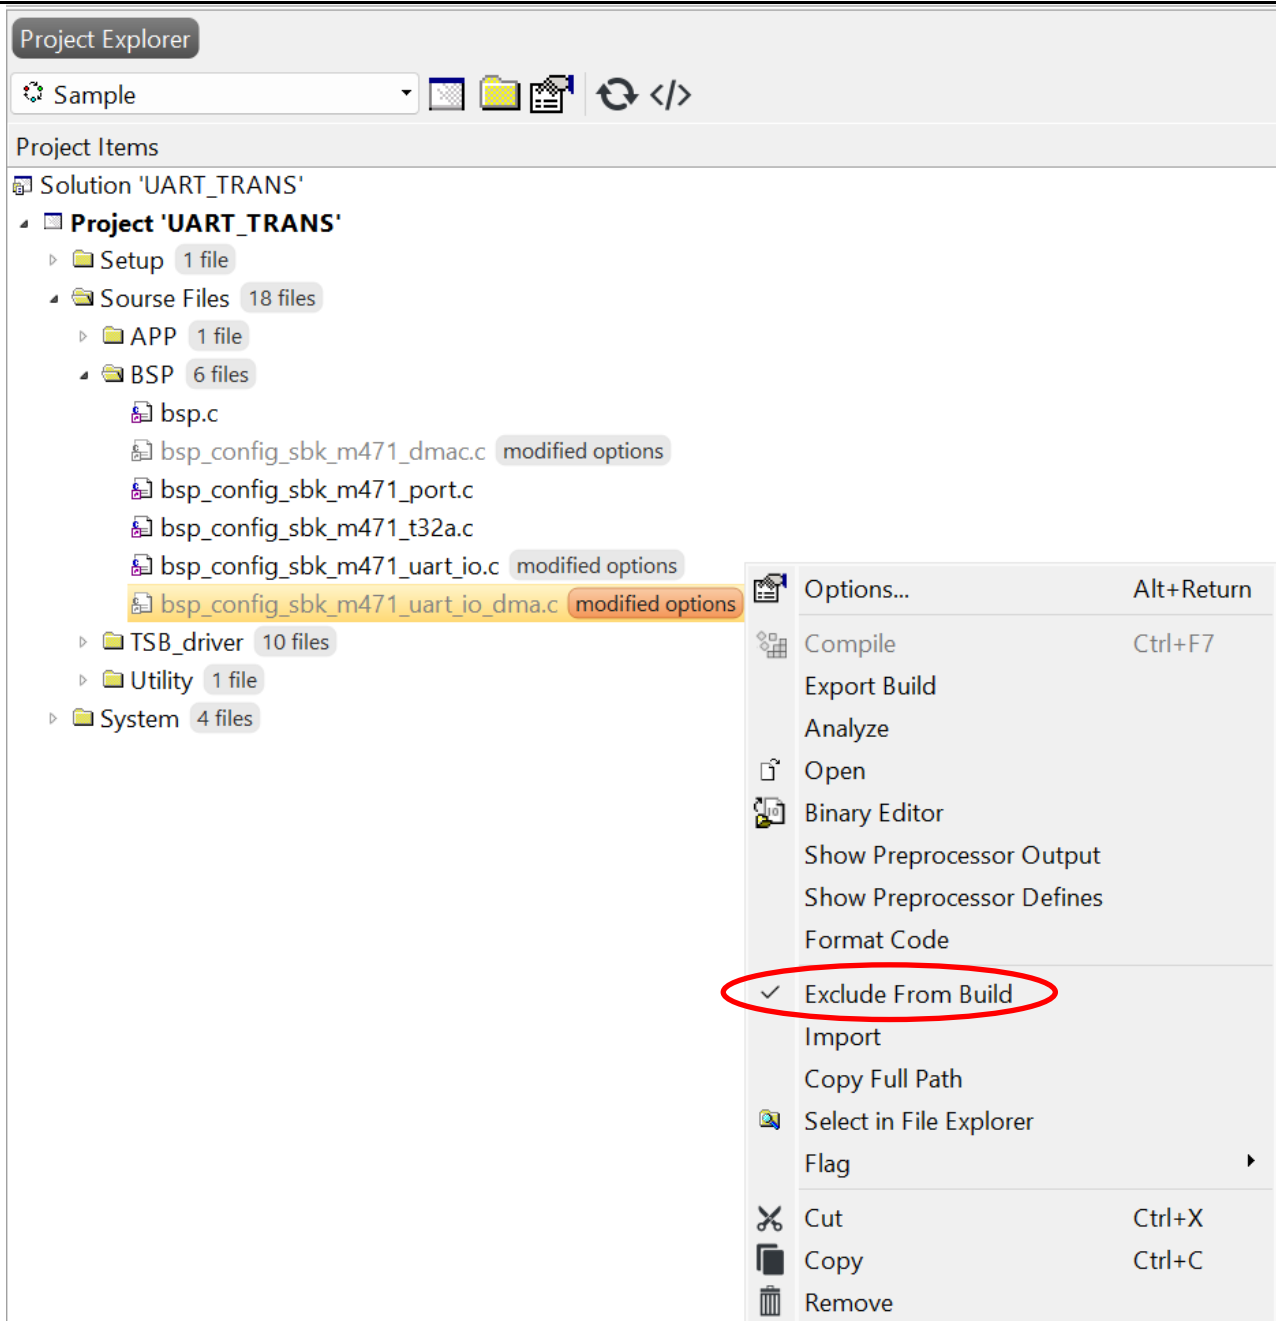 Project Explorer
Sample
</>
Project Items
Solution 'UART_TRANS'
Project 'UART_TRANS'
Setup 1 file
Sourse Files 18 files
APP 1 file
BSP 6 files
bsp.c
bsp_config_sbk_m471_dmac.c modified options
bsp_config_sbk_m471_port.c
bsp_config_sbk_m471_t32a.c
bsp_config_sbk_m471_uart_io.c modified options
bsp_config_sbk_m471_uart_io_dma.c modified options
TSB_driver 10 files
Utility 1 file
System 4 files
Options... Alt+Return
Compile Ctrl+F7
Export Build
Analyze
Open
Binary Editor
Show Preprocessor Output
Show Preprocessor Defines
Format Code
Exclude From Build
Import
Copy Full Path
Select in File Explorer
Flag
Cut Ctrl+X
Copy Ctrl+C
Remove